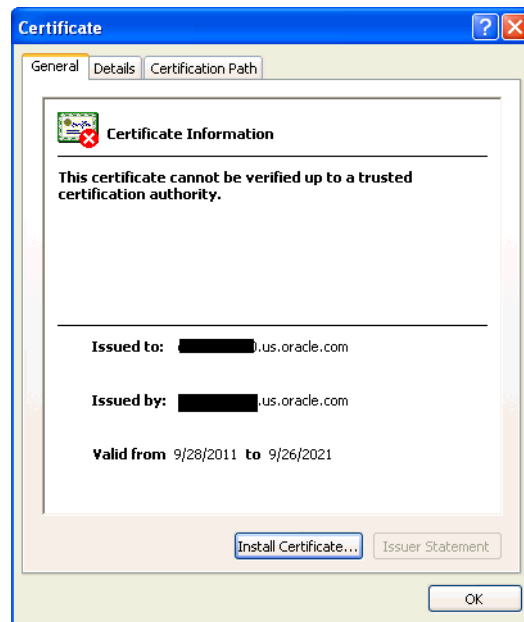 Certificate
General Details Certification Path
Certificate Information
This certificate cannot be verified up to a trusted
certification authority.
Issued to: .us.oracle.com
Issued by: .us.oracle.com
Valid from 9/28/2011 to 9/26/2021
Install Certificate... Issuer Statement
OK